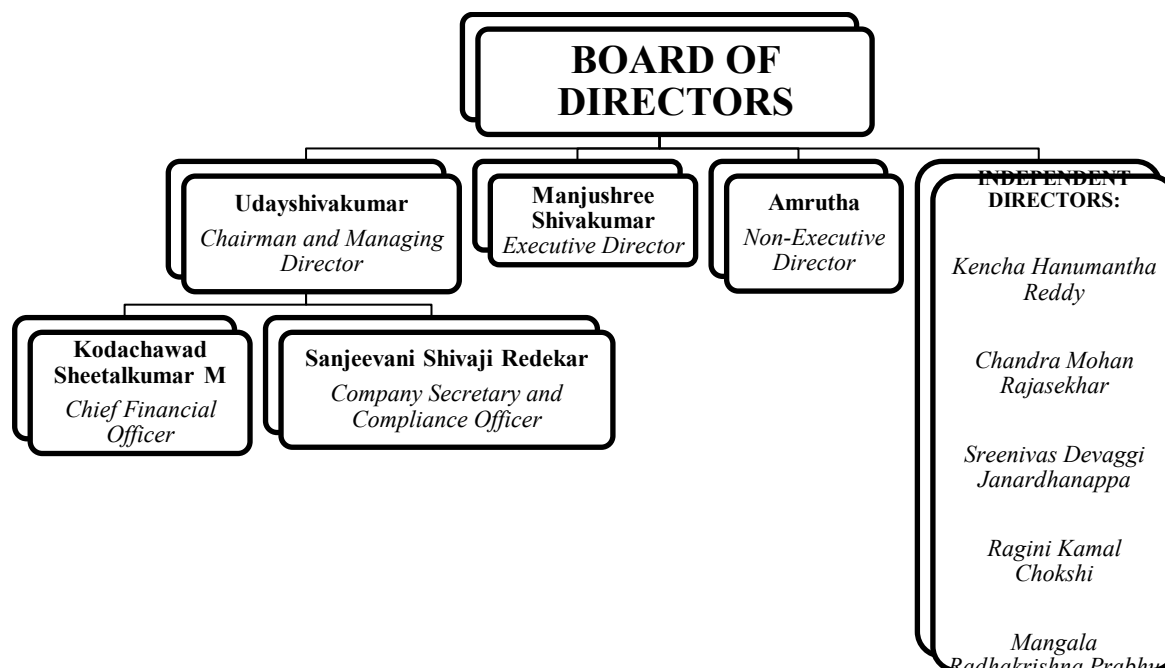 BOARD OF
DIRECTORS
Udayshivakumar
Chairman and Managing
Director
Manjushree
Shivakumar
Executive Director
Amrutha
Non-Executive
Director
INDEPENDENT
DIRECTORS:
Kencha Hanumantha
Reddy
Chandra Mohan
Rajasekhar
Sreenivas Devaggi
Janardhanappa
Ragini Kamal
Chokshi
Mangala
Radhakrishna Prabhu
Kodachawad
Sheetalkumar M
Chief Financial
Officer
Sanjeevani Shivaji Redekar
Company Secretary and
Compliance Officer